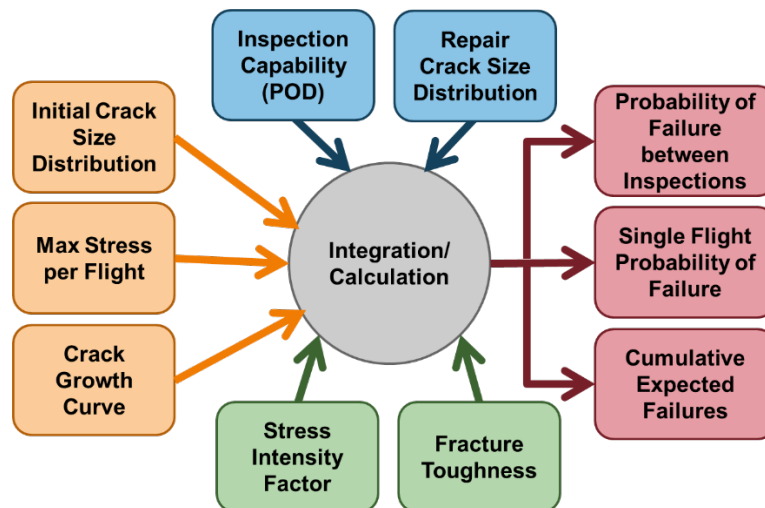 Inspection
Capability
(POD)
Repair
Crack Size
Distribution
Initial Crack
Size
Distribution
Max Stress
per Flight
Crack
Growth
Curve
Integration/
Calculation
Stress
Intensity
Factor
Fracture
Toughness
Probability of
Failure
between
Inspections
Single Flight
Probability of
Failure
Cumulative
Expected
Failures